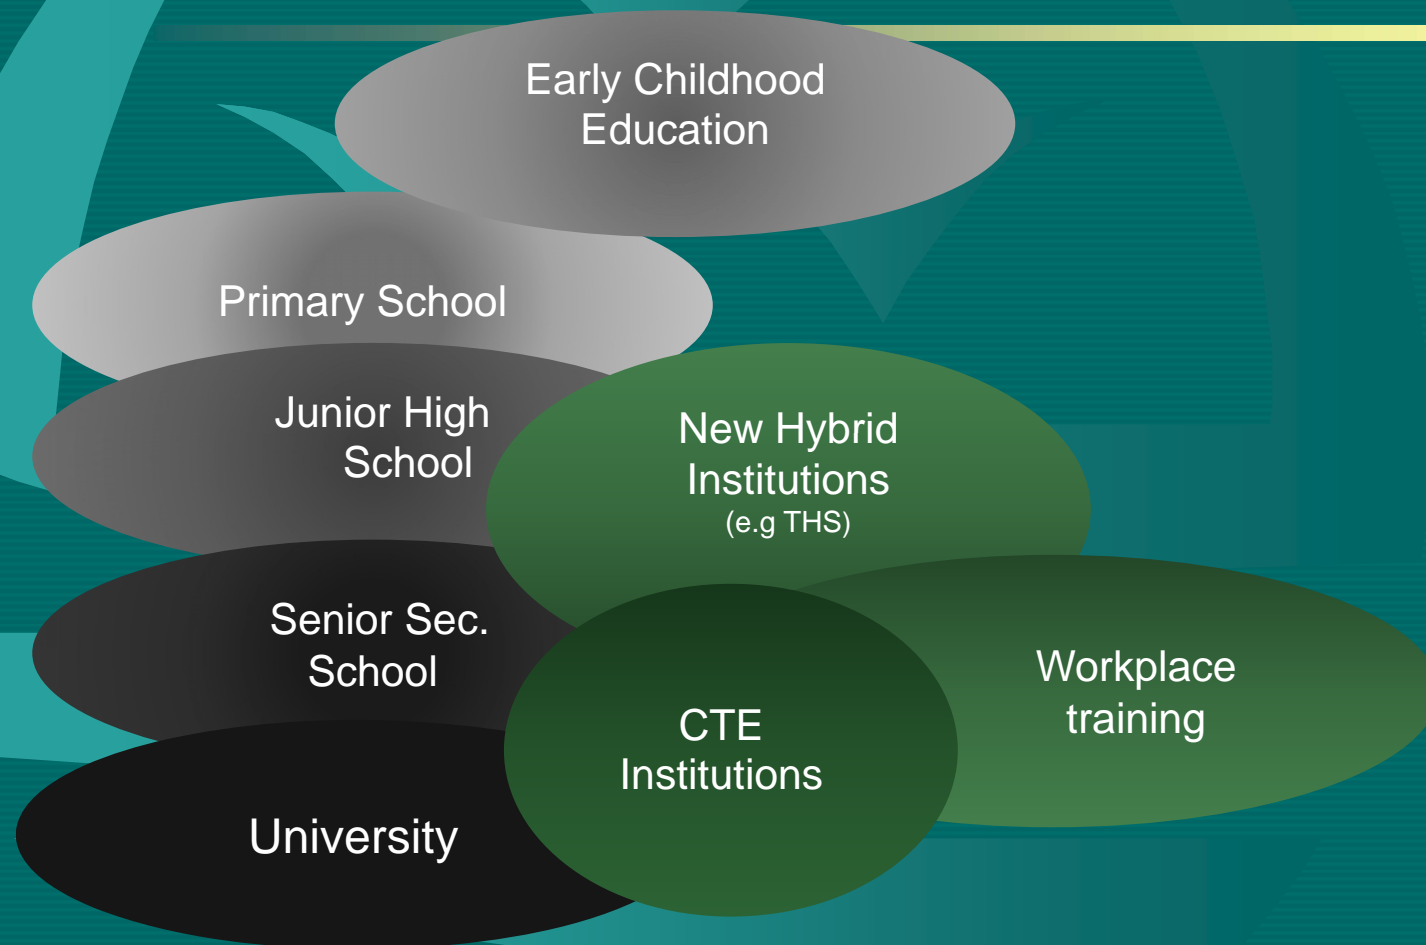 Early Childhood
Education
Primary School
Junior High
School
New Hybrid
Institutions
(e.g THS)
Senior Sec.
School
Workplace
training
CTE
Institutions
University